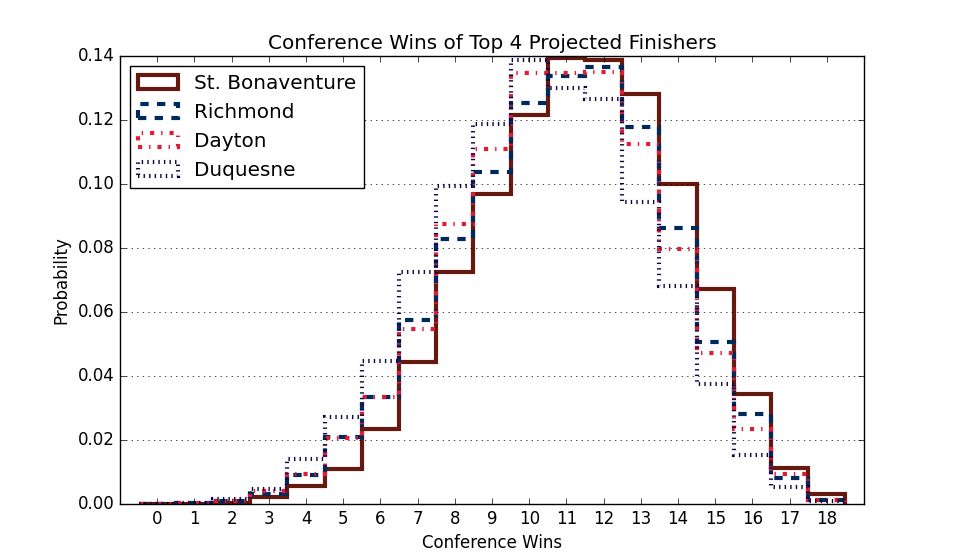 Conference Wins of Top 4 Projected Finishers
St. Bonaventure
Richmond
Dayton
Duquesne
0.14
0.12
0.10
0.08
0.06
0.04
0.02
0.00
Probability
0 1 2 3 4 5 6 7 8 9 10 11 12 13 14 15 16 17 18
Conference Wins